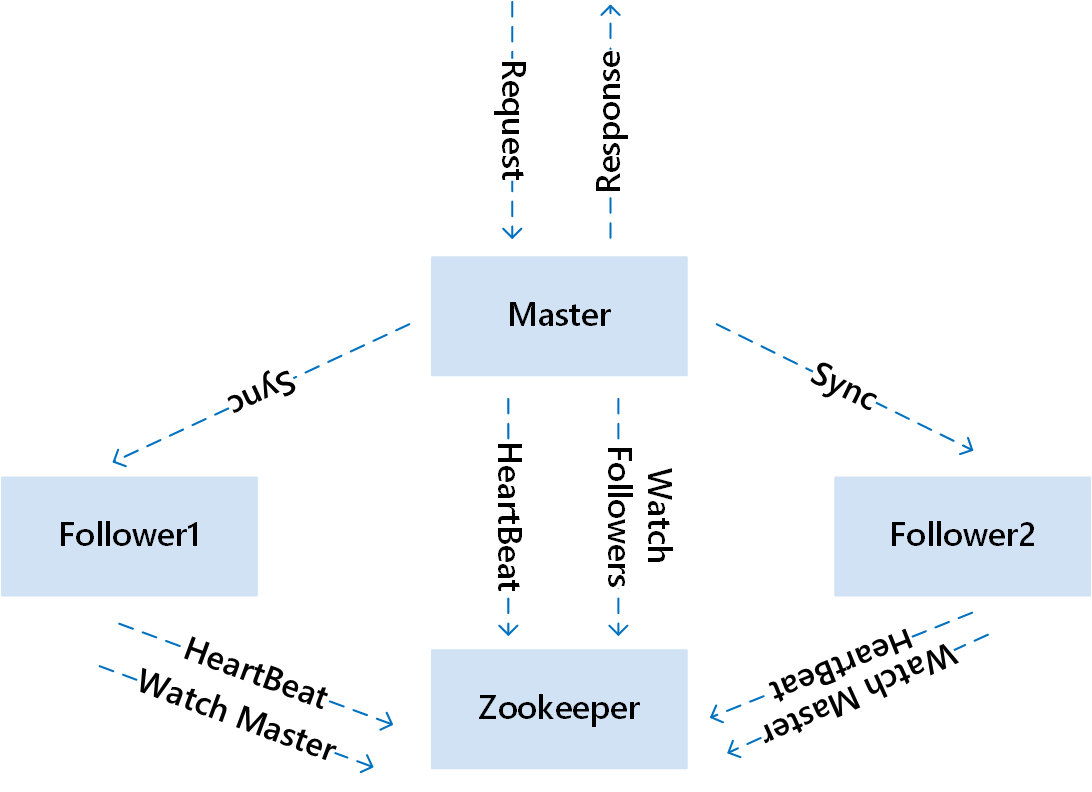 Request
Response
Master
Sync
Sync
HeartBeat
Watch
Followers
Follower1
Follower2
HeartBeat
Watch Master
HeartBeat
Watch Master
Zookeeper